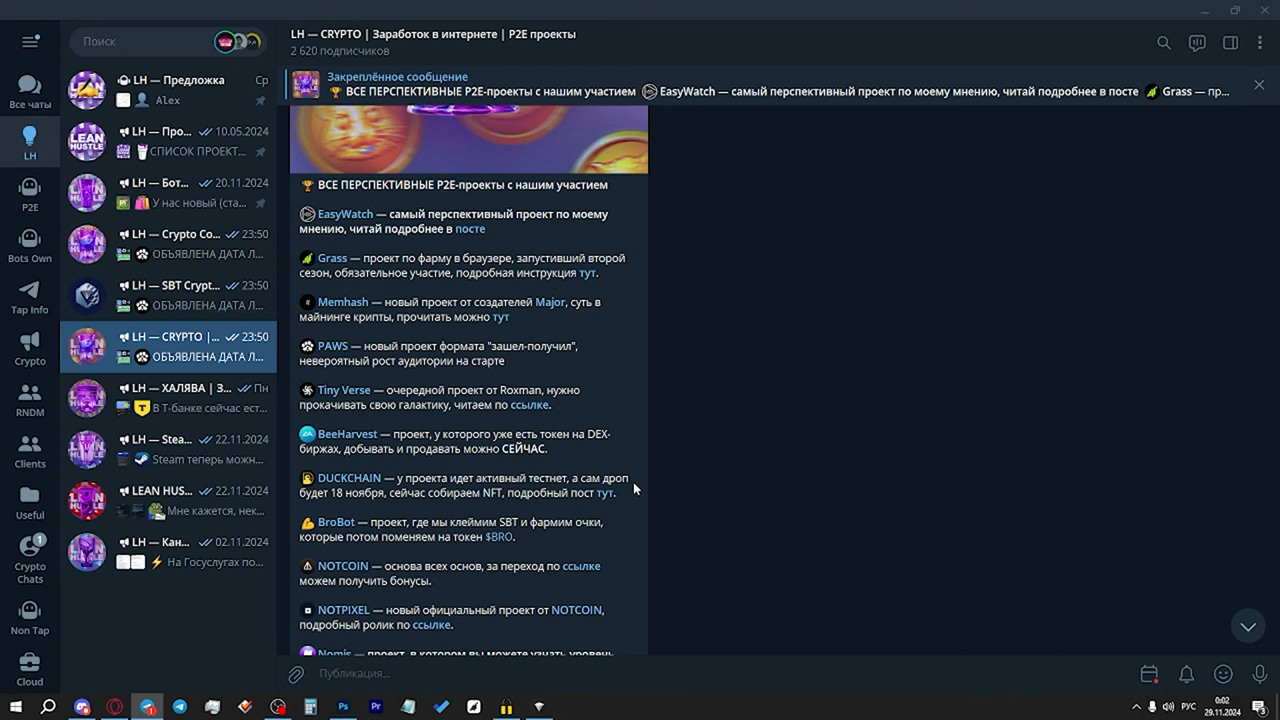 Поиск
Все чаты
LH
P2E
Bots Own
Tap Info
Crypto
RNDM
Clients
Useful
1
Crypto
Chats
Non Tap
Cloud
LH — Предложка
Ср
Alex
LH — Про...
10.05.2024
СПИСОК ПРОЕКТ...
LH — Бот...
20.11.2024
У нас новый (ста...
LH — Crypto Co...
23:50
ОБЪЯВЛЕНА ДАТА Л...
LH — SBT Crypt...
23:50
ОБЪЯВЛЕНА ДАТА Л...
LH — CRYPTO |...
23:50
ОБЪЯВЛЕНА ДАТА Л...
LH — ХАЛЯВА | З...
Пн
В Т-банке сейчас ест...
LH — Stea...
22.11.2024
Steam теперь можн...
LEAN HUS...
22.11.2024
Мне кажется, нек...
LH — Кан...
02.11.2024
На Госуслугах по...
LH — CRYPTO | Заработок в интернете | P2E проекты
2 620 подписчиков
Закреплённое сообщение
ВСЕ ПЕРСПЕКТИВНЫЕ P2E-проекты с нашим участием EasyWatch — самый перспективный проект по моему мнению, читай подробнее в посте Grass — пр...
ВСЕ ПЕРСПЕКТИВНЫЕ P2E-проекты с нашим участием
EasyWatch — самый перспективный проект по моему
мнению, читай подробнее в посте
Grass — проект по фарму в браузере, запустивший второй
сезон, обязательное участие, подробная инструкция тут.
Memhash — новый проект от создателей Major, суть в
майнинге крипты, прочитать можно тут
PAWS — новый проект формата "зашел-получил",
невероятный рост аудитории на старте
Tiny Verse — очередной проект от Roxman, нужно
прокачивать свою галактику, читаем по ссылке.
BeeHarvest — проект, у которого уже есть токен на DEX-
биржах, добывать и продавать можно СЕЙЧАС.
DUCKCHAIN — у проекта идет активный тестнет, а сам дроп
будет 18 ноября, сейчас собираем NFT, подробный пост тут.
BroBot — проект, где мы клеймим SBT и фармим очки,
которые потом поменяем на токен $BRO.
NOTCOIN — основа всех основ, за переход по ссылке
можем получить бонусы.
NOTPIXEL — новый официальный проект от NOTCOIN,
подробный ролик по ссылке.
Nomis — проект, в котором вы можете узнать уровень
Публикация...
РУС
0:02
29.11.2024